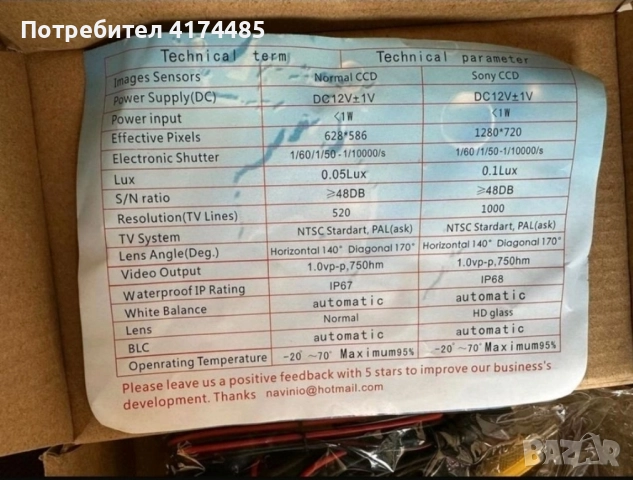 Потребител 4174485
Technical term Technical parameter
Images Sensors Normal CCD Sony CCD
Power Supply(DC) DC12V±1V DC12V±1V
Power input <1W <1W
Effective Pixels 628*586 1280*720
Electronic Shutter 1/60/1/50-1/10000/s 1/60/1/50-1/10000/s
Lux 0.05Lux 0.1Lux
S/N ratio ≥48DB ≥48DB
Resolution(TV Lines) 520 1000
TV System NTSC Stardart, PAL(ask) NTSC Stardart, PAL(ask)
Lens Angle(Deg.) Horizontal 140° Diagonal 170° Horizontal 140° Diagonal 170°
Video Output 1.0vp-p,750hm 1.0vp-p,750hm
Waterproof IP Rating IP67 IP68
White Balance automatic automatic
Lens Normal HD glass
BLC automatic automatic
Openrating Temperature -20°~70° Maximum95% -20°~70° Maximum95%
Please leave us a positive feedback with 5 stars to improve our business's
development. Thanks navinio@hotmail.com
BAZAR